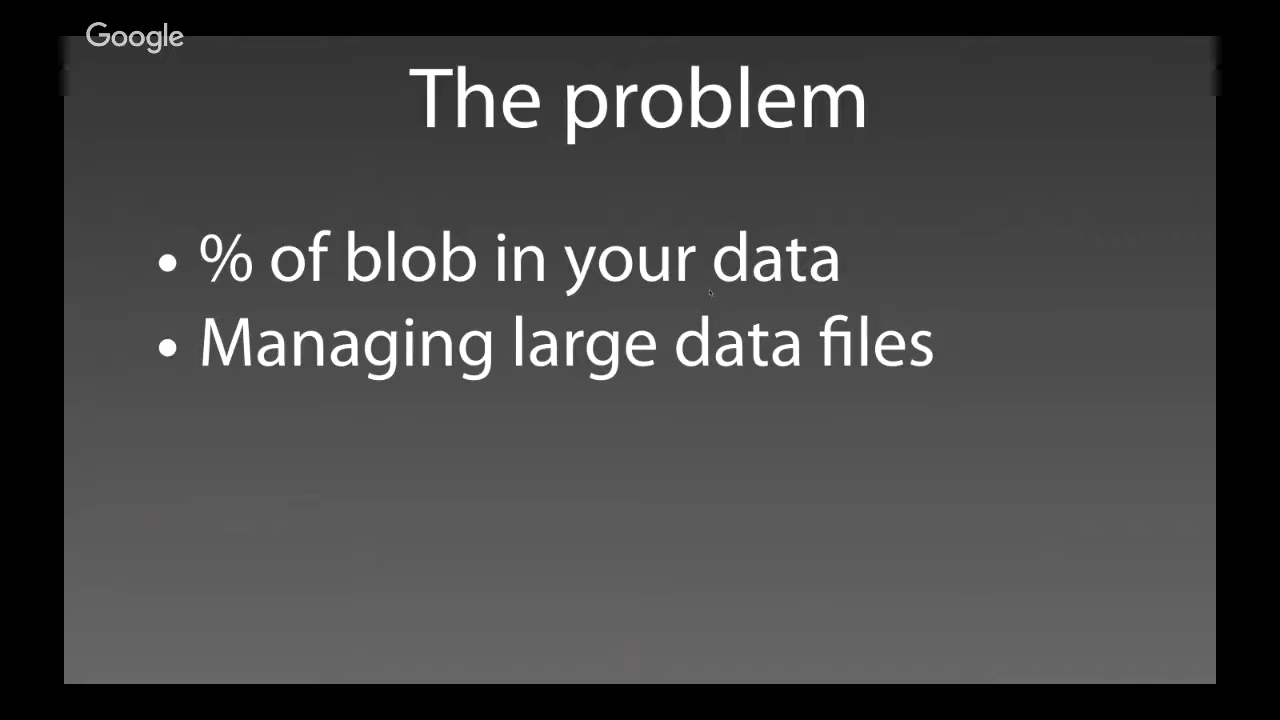 Google
The problem
• % of blob in your data
• Managing large data files